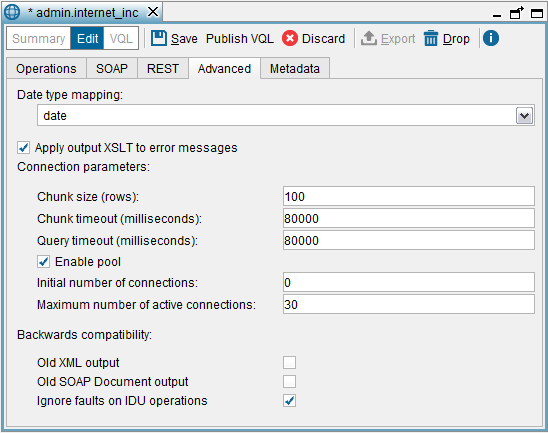 * admin.internet_inc
Summary Edit VQL Save Publish VQL Discard Export Drop
Operations SOAP REST Advanced Metadata
Date type mapping:
date
Apply output XSLT to error messages
Connection parameters:
Chunk size (rows): 100
Chunk timeout (milliseconds): 80000
Query timeout (milliseconds): 80000
Enable pool
Initial number of connections: 0
Maximum number of active connections: 30
Backwards compatibility:
Old XML output
Old SOAP Document output
Ignore faults on IDU operations